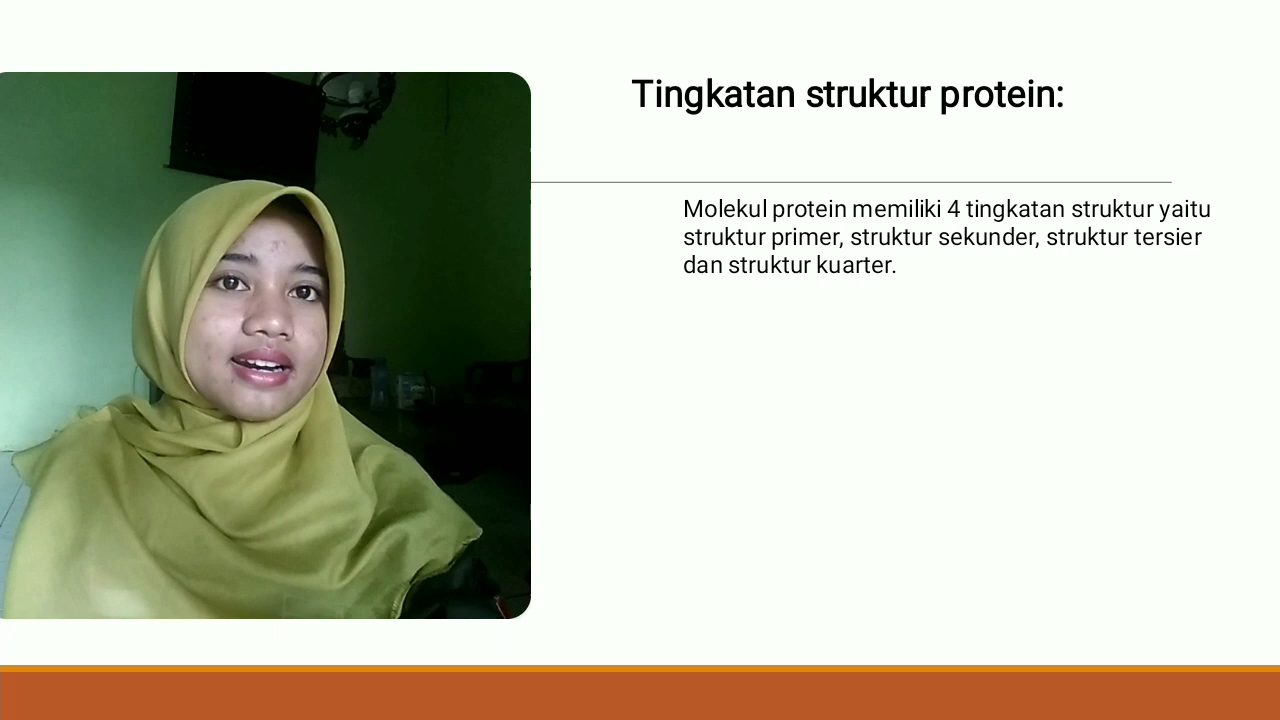 Tingkatan struktur protein:
Molekul protein memiliki 4 tingkatan struktur yaitu
struktur primer, struktur sekunder, struktur tersier
dan struktur kuarter.